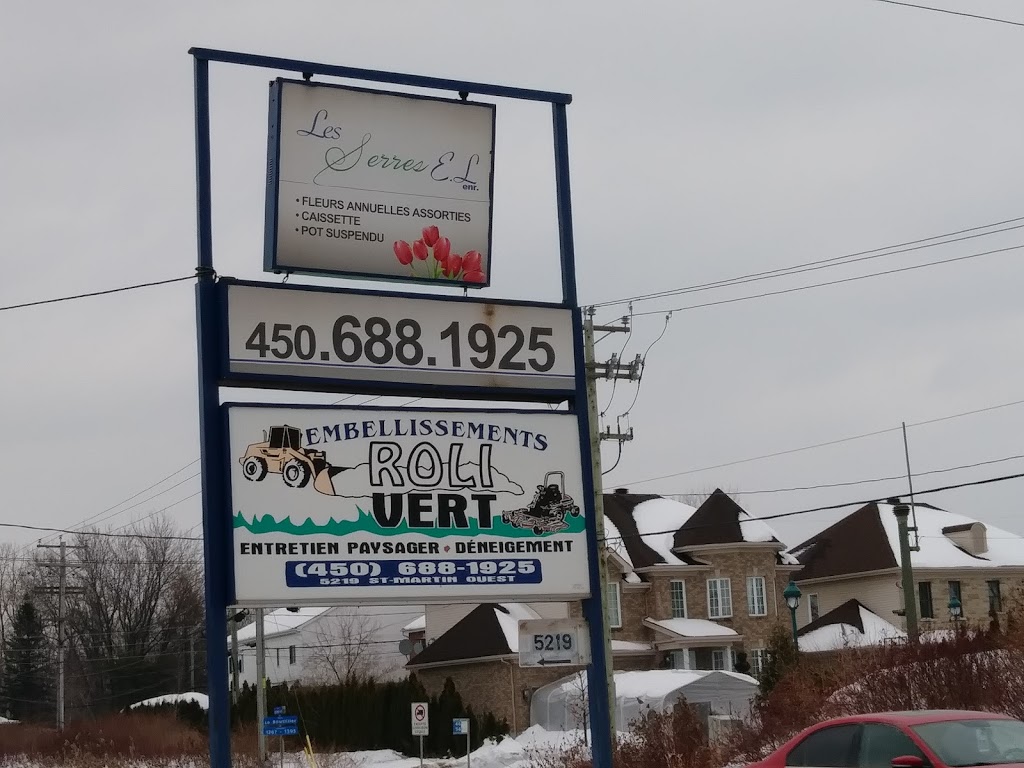 Les
Serres E.L
enr.
• FLEURS ANNUELLES ASSORTIES
• CAISSETTE
• POT SUSPENDU
450.688.1925
EMBELLISSEMENTS
ROLI
VERT
ENTRETIEN PAYSAGER • DÉNEIGEMENT
(450) 688-1925
5219 ST-MARTIN OUEST
5219